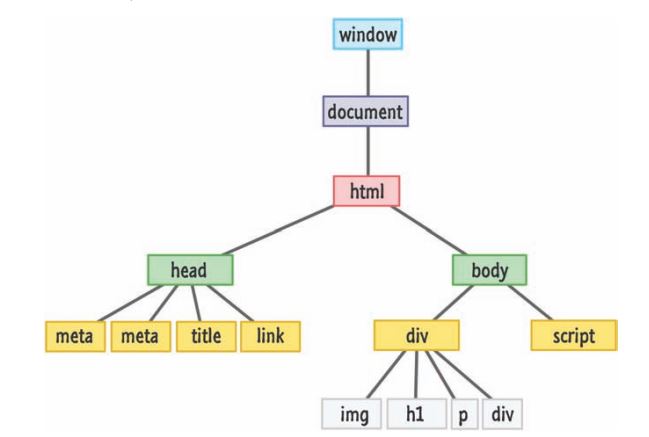 window
document
html
head body
meta meta title link div script
img h1 p div